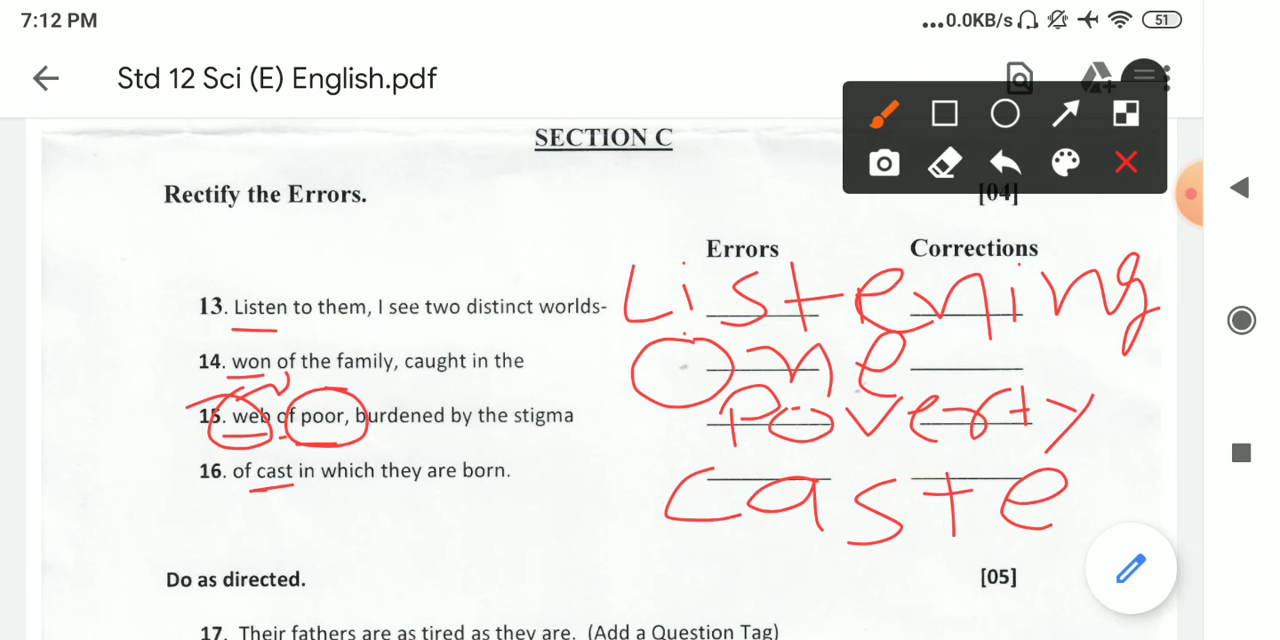 7:12 PM ...0.0KB/s 51
Std 12 Sci (E) English.pdf
SECTION C
Rectify the Errors. [04]
Errors Corrections
13. Listen to them, I see two distinct worlds- Listening
14. won of the family, caught in the One
15. web of poor, burdened by the stigma Poverty
16. of cast in which they are born. caste
Do as directed. [05]
17. Their fathers are as tired as they are. (Add a Question Tag)